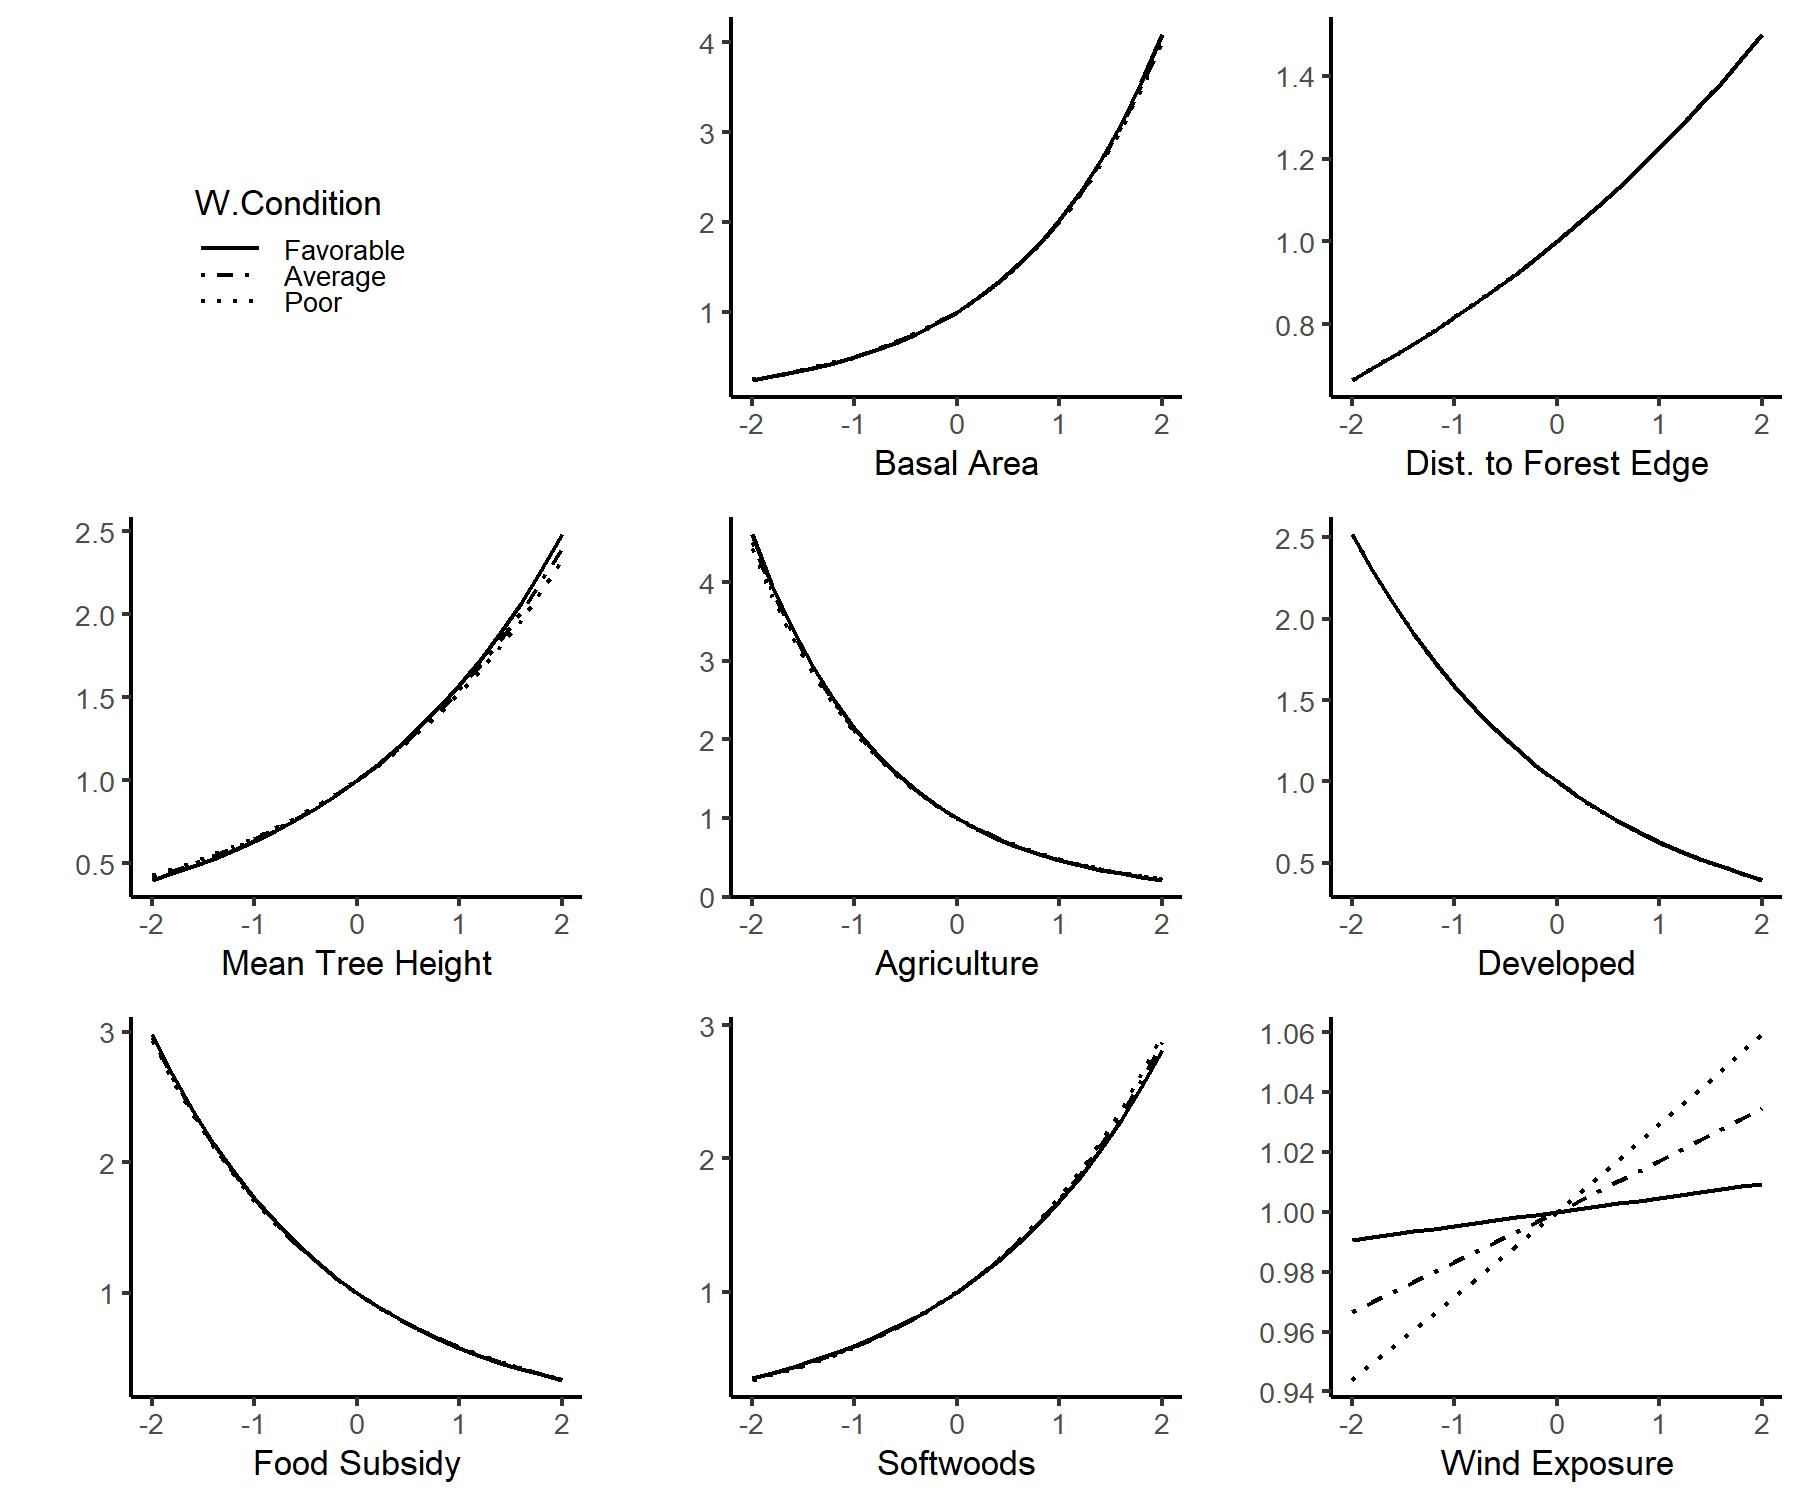 W.Condition
Favorable
Average
Poor
4
3
2
1
-2 -1 0 1 2
Basal Area
1.4
1.2
1.0
0.8
-2 -1 0 1 2
Dist. to Forest Edge
2.5
2.0
1.5
1.0
0.5
-2 -1 0 1 2
Mean Tree Height
4
3
2
1
0
-2 -1 0 1 2
Agriculture
2.5
2.0
1.5
1.0
0.5
-2 -1 0 1 2
Developed
3
2
1
-2 -1 0 1 2
Food Subsidy
3
2
1
-2 -1 0 1 2
Softwoods
1.06
1.04
1.02
1.00
0.98
0.96
0.94
-2 -1 0 1 2
Wind Exposure